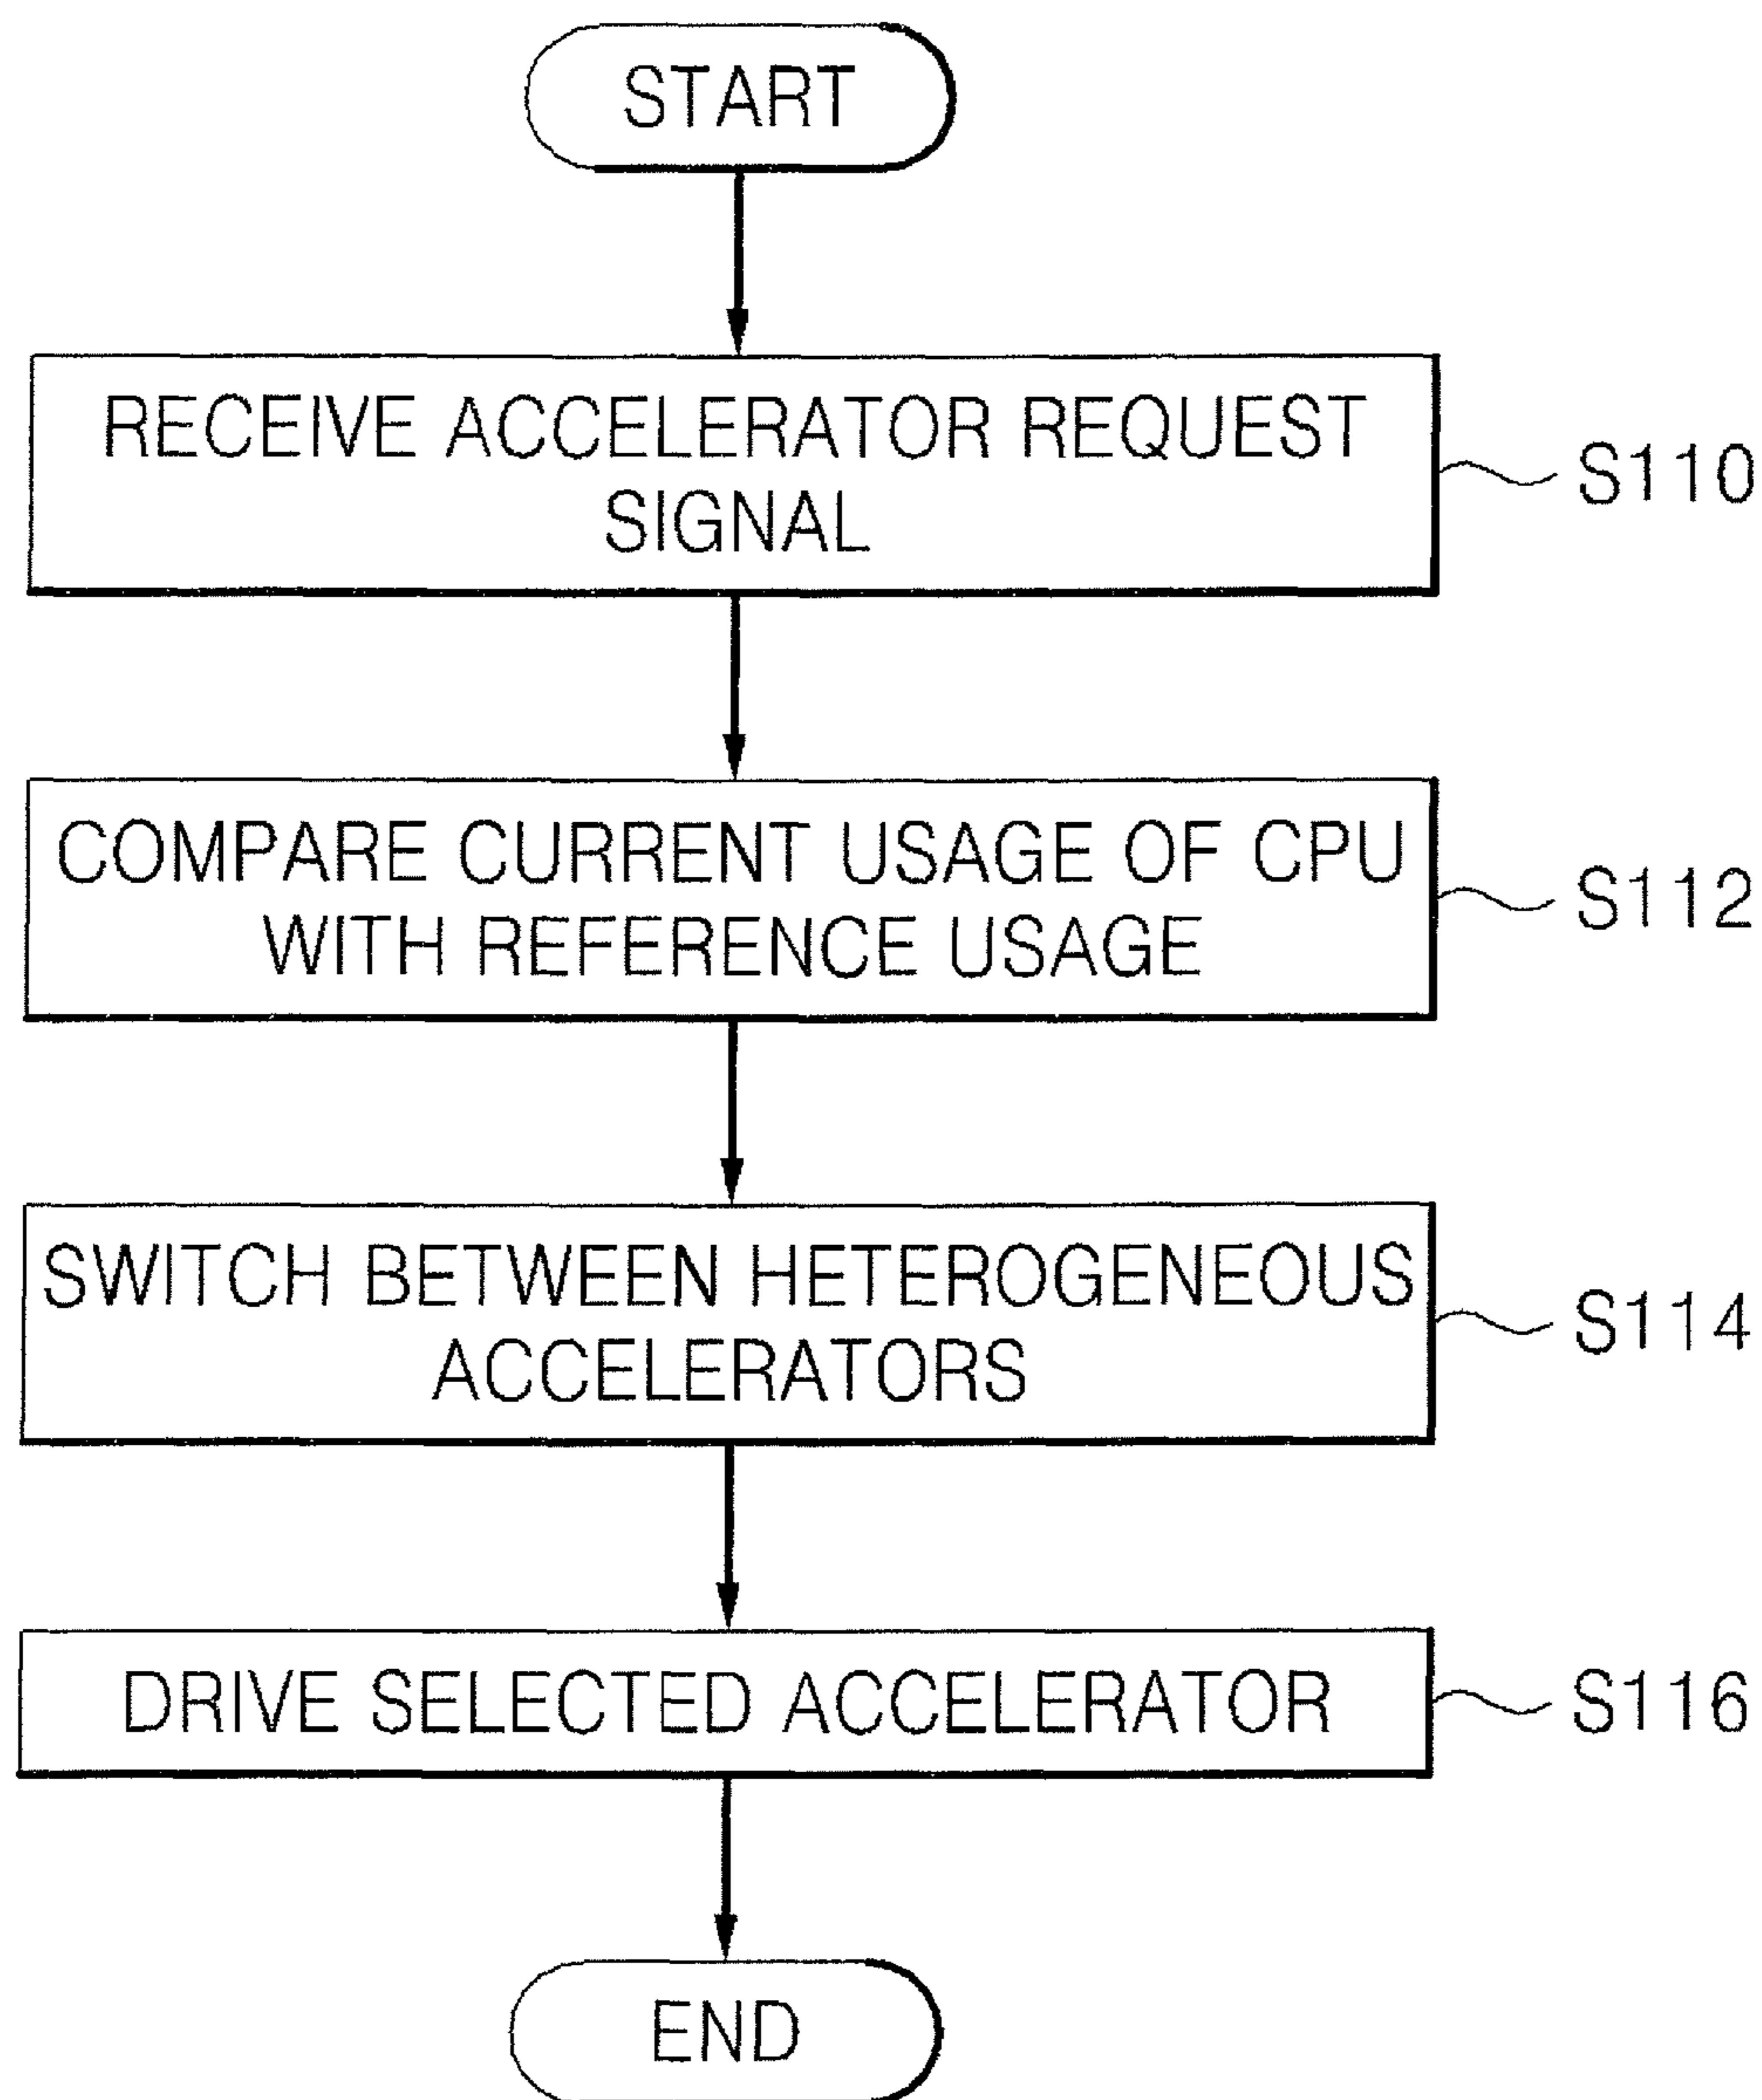 START
RECEIVE ACCELERATOR REQUEST
SIGNAL
S110
COMPARE CURRENT USAGE OF CPU
WITH REFERENCE USAGE
S112
SWITCH BETWEEN HETEROGENEOUS
ACCELERATORS
S114
DRIVE SELECTED ACCELERATOR
S116
END